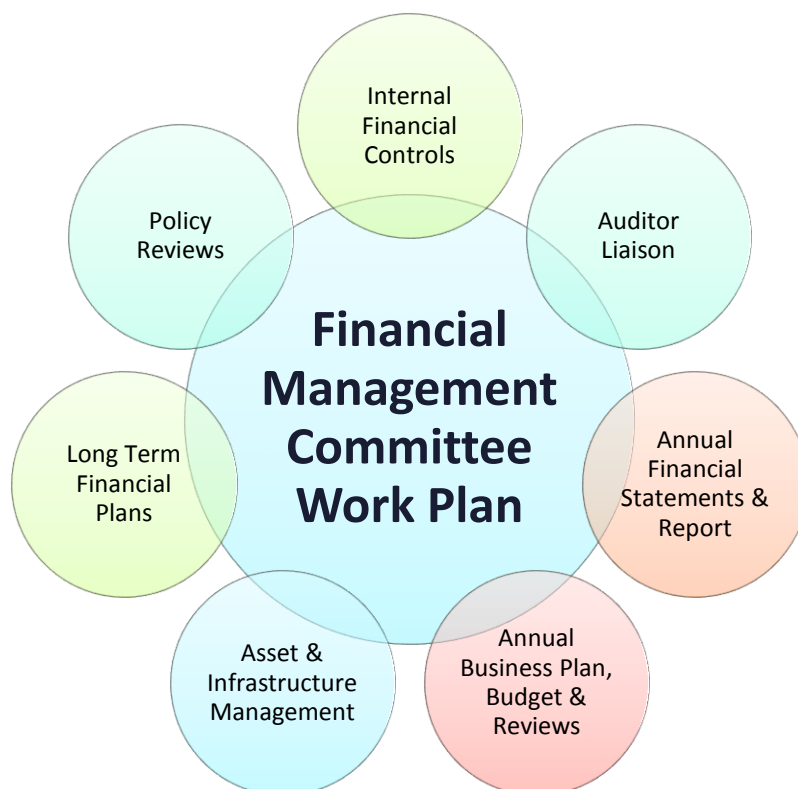 Internal
Financial
Controls
Auditor
Liaison
Annual
Financial
Statements &
Report
Annual
Business Plan,
Budget &
Reviews
Asset &
Infrastructure
Management
Long Term
Financial
Plans
Policy
Reviews
Financial
Management
Committee
Work Plan